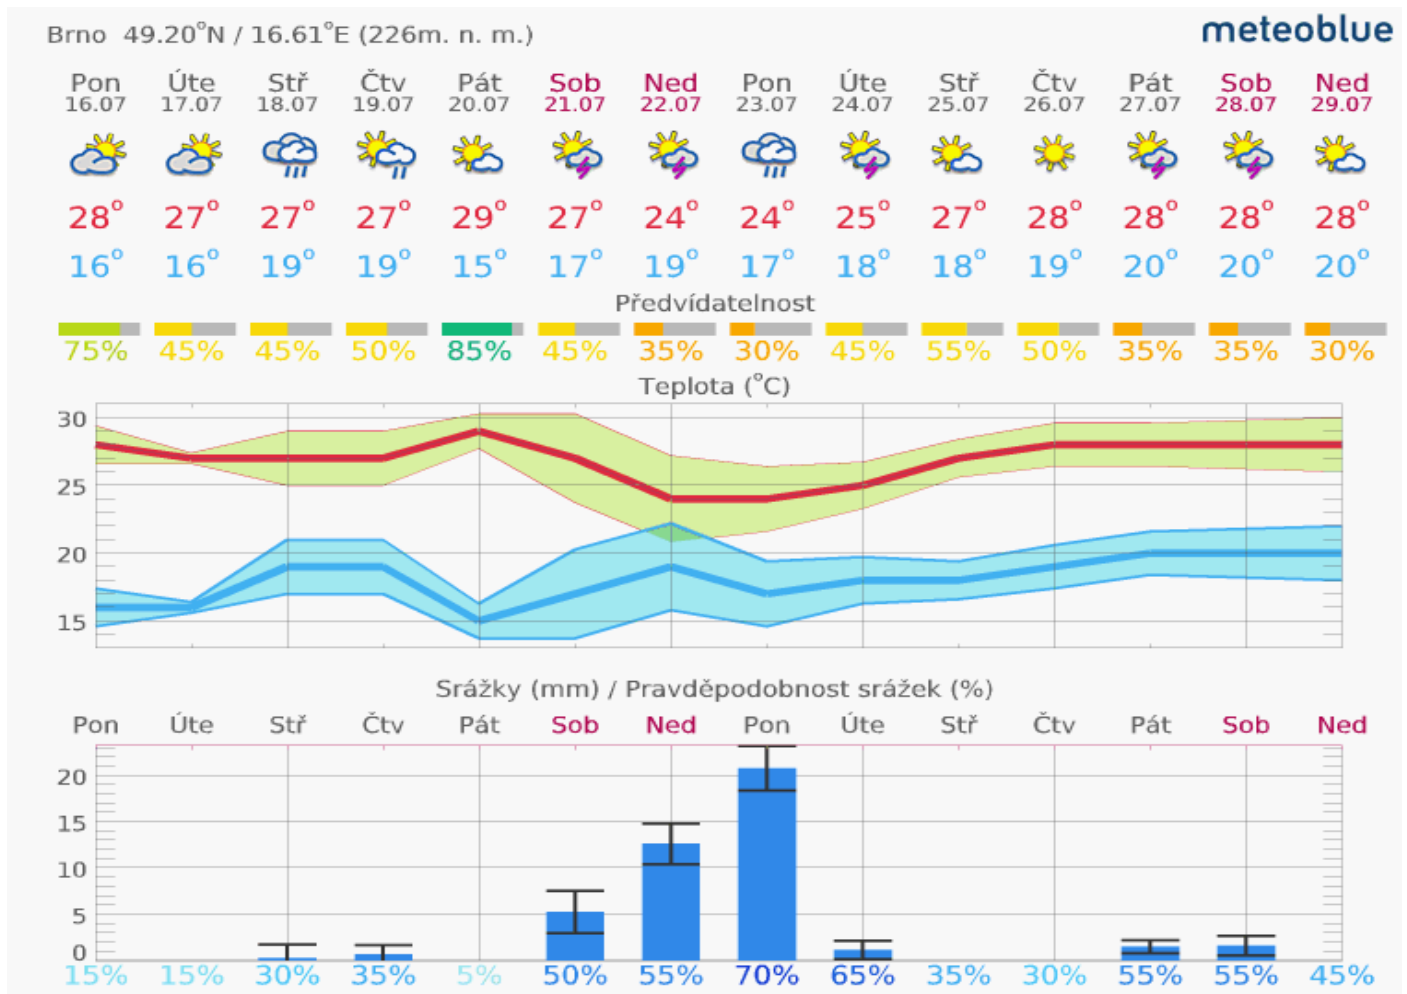 Brno 49.20°N / 16.61°E (226m. n. m.)
meteoblue
Pon Úte Stř Čtv Pát Sob Ned Pon Úte Stř Čtv Pát Sob Ned
16.07 17.07 18.07 19.07 20.07 21.07 22.07 23.07 24.07 25.07 26.07 27.07 28.07 29.07
28° 27° 27° 27° 29° 27° 24° 24° 25° 27° 28° 28° 28° 28°
16° 16° 19° 19° 15° 17° 19° 17° 18° 18° 19° 20° 20° 20°
Předvídatelnost
75% 45% 45% 50% 85% 45% 35% 30% 45% 55% 50% 35% 35% 30%
Teplota (°C)
30
25
20
15
Srážky (mm) / Pravděpodobnost srážek (%)
Pon Úte Stř Čtv Pát Sob Ned Pon Úte Stř Čtv Pát Sob Ned
20
15
10
5
0
15% 15% 30% 35% 5% 50% 55% 70% 65% 35% 30% 55% 55% 45%